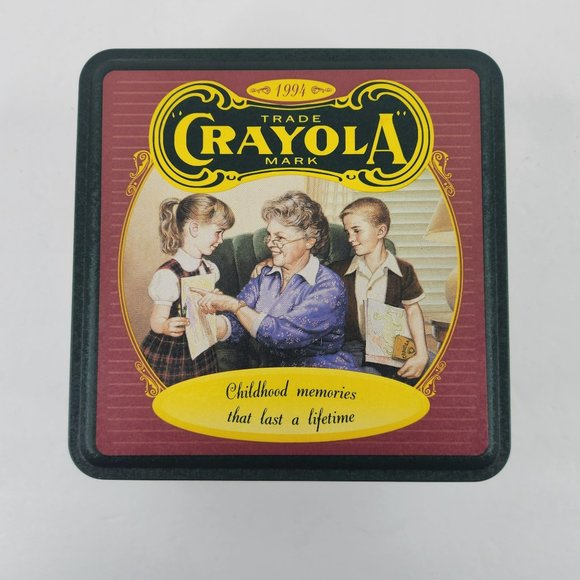 1994
TRADE
"CRAYOLA"
MARK
Childhood memories
that last a lifetime